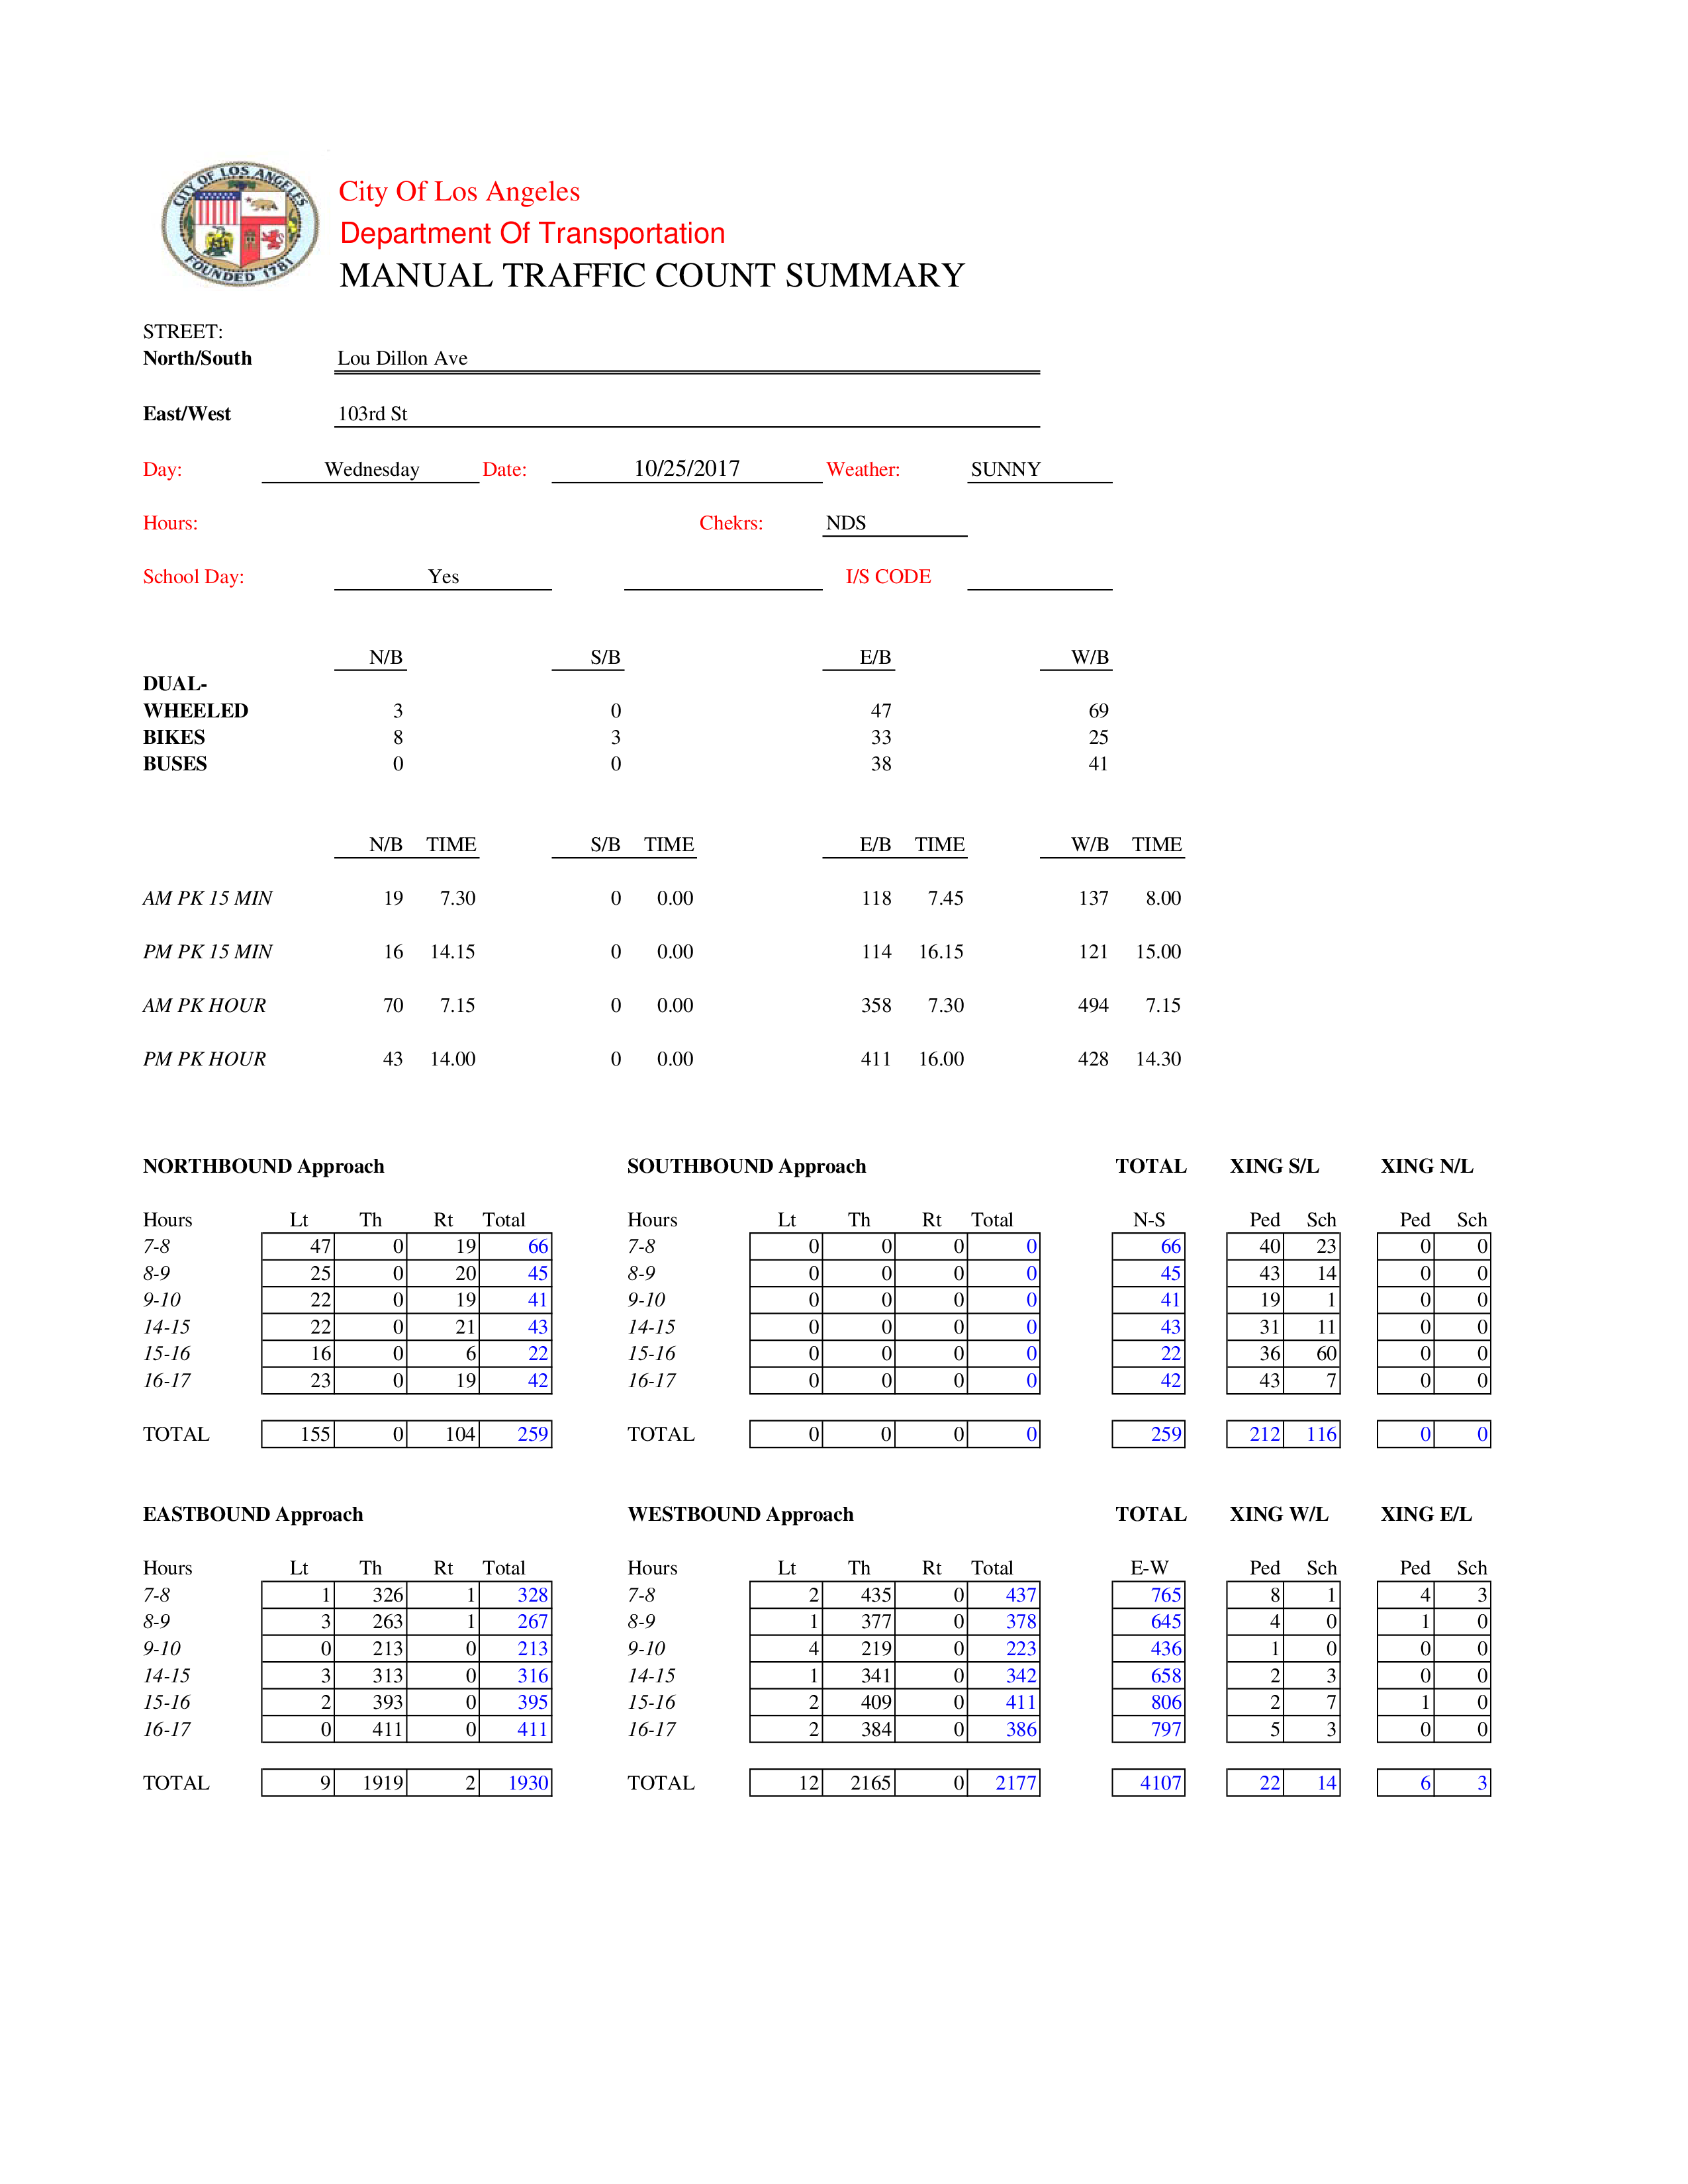 CITY OF LOS ANGELES
FOUNDED 1781
City Of Los Angeles
Department Of Transportation
MANUAL TRAFFIC COUNT SUMMARY
STREET:
North/South Lou Dillon Ave
East/West 103rd St
Day: Wednesday Date: 10/25/2017 Weather: SUNNY
Hours: Chekrs: NDS
School Day: Yes I/S CODE
N/B S/B E/B W/B
DUAL-
WHEELED 3 0 47 69
BIKES 8 3 33 25
BUSES 0 0 38 41
N/B TIME S/B TIME E/B TIME W/B TIME
AM PK 15 MIN 19 7.30 0 0.00 118 7.45 137 8.00
PM PK 15 MIN 16 14.15 0 0.00 114 16.15 121 15.00
AM PK HOUR 70 7.15 0 0.00 358 7.30 494 7.15
PM PK HOUR 43 14.00 0 0.00 411 16.00 428 14.30
NORTHBOUND Approach SOUTHBOUND Approach TOTAL XING S/L XING N/L
Hours Lt Th Rt Total Hours Lt Th Rt Total N-S Ped Sch Ped Sch
7-8 47 0 19 66 7-8 0 0 0 0 66 40 23 0 0
8-9 25 0 20 45 8-9 0 0 0 0 45 43 14 0 0
9-10 22 0 19 41 9-10 0 0 0 0 41 19 1 0 0
14-15 22 0 21 43 14-15 0 0 0 0 43 31 11 0 0
15-16 16 0 6 22 15-16 0 0 0 0 22 36 60 0 0
16-17 23 0 19 42 16-17 0 0 0 0 42 43 7 0 0
TOTAL 155 0 104 259 TOTAL 0 0 0 0 259 212 116 0 0
EASTBOUND Approach WESTBOUND Approach TOTAL XING W/L XING E/L
Hours Lt Th Rt Total Hours Lt Th Rt Total E-W Ped Sch Ped Sch
7-8 1 326 1 328 7-8 2 435 0 437 765 8 1 4 3
8-9 3 263 1 267 8-9 1 377 0 378 645 4 0 1 0
9-10 0 213 0 213 9-10 4 219 0 223 436 1 0 0 0
14-15 3 313 0 316 14-15 1 341 0 342 658 2 3 0 0
15-16 2 393 0 395 15-16 2 409 0 411 806 2 7 1 0
16-17 0 411 0 411 16-17 2 384 0 386 797 5 3 0 0
TOTAL 9 1919 2 1930 TOTAL 12 2165 0 2177 4107 22 14 6 3